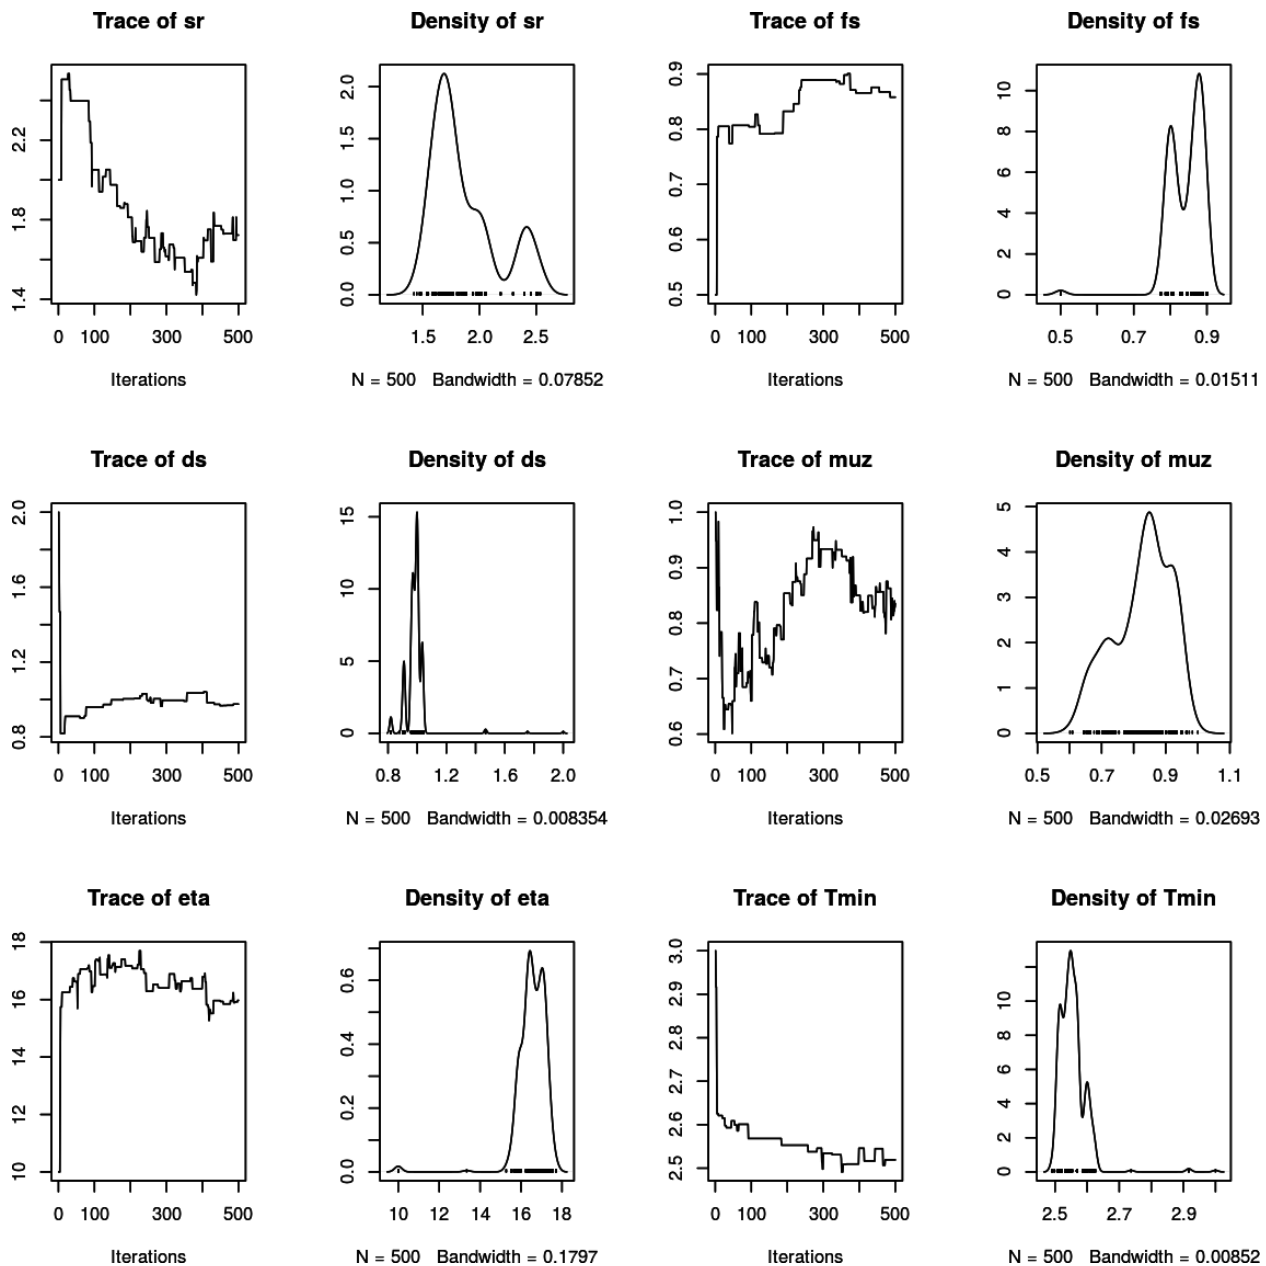 Trace of sr
Density of sr
Trace of fs
Density of fs
1.4 1.8 2.2
0 100 300 500
Iterations
0.0 0.5 1.0 1.5 2.0
1.5 2.0 2.5
N = 500 Bandwidth = 0.07852
0.5 0.6 0.7 0.8 0.9
0 100 300 500
Iterations
0 2 4 6 8 10
0.5 0.7 0.9
N = 500 Bandwidth = 0.01511
Trace of ds
Density of ds
Trace of muz
Density of muz
0.8 1.2 1.6 2.0
0 100 300 500
Iterations
0 5 10 15
0.8 1.2 1.6 2.0
N = 500 Bandwidth = 0.008354
0.6 0.7 0.8 0.9 1.0
0 100 300 500
Iterations
0 1 2 3 4 5
0.5 0.7 0.9 1.1
N = 500 Bandwidth = 0.02693
Trace of eta
Density of eta
Trace of Tmin
Density of Tmin
10 12 14 16 18
0 100 300 500
Iterations
0.0 0.2 0.4 0.6
10 12 14 16 18
N = 500 Bandwidth = 0.1797
2.5 2.6 2.7 2.8 2.9 3.0
0 100 300 500
Iterations
0 2 4 6 8 10
2.5 2.7 2.9
N = 500 Bandwidth = 0.00852